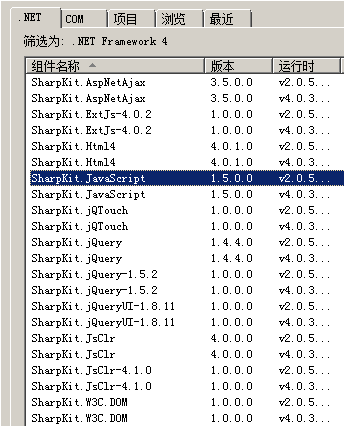 .NET COM 项目 浏览 最近
筛选为: .NET Framework 4
组件名称 版本 运行时
SharpKit.AspNetAjax 3.5.0.0 v2.0.5...
SharpKit.AspNetAjax 3.5.0.0 v4.0.3...
SharpKit.ExtJs-4.0.2 1.0.0.0 v2.0.5...
SharpKit.ExtJs-4.0.2 1.0.0.0 v4.0.3...
SharpKit.Html4 4.0.1.0 v2.0.5...
SharpKit.Html4 4.0.1.0 v4.0.3...
SharpKit.JavaScript 1.5.0.0 v2.0.5...
SharpKit.JavaScript 1.5.0.0 v4.0.3...
SharpKit.jQTouch 1.0.0.0 v2.0.5...
SharpKit.jQTouch 1.0.0.0 v4.0.3...
SharpKit.jQuery 1.4.4.0 v2.0.5...
SharpKit.jQuery 1.4.4.0 v4.0.3...
SharpKit.jQuery-1.5.2 1.0.0.0 v2.0.5...
SharpKit.jQuery-1.5.2 1.0.0.0 v4.0.3...
SharpKit.jQueryUI-1.8.11 1.0.0.0 v2.0.5...
SharpKit.jQueryUI-1.8.11 1.0.0.0 v4.0.3...
SharpKit.JsClr 4.0.0.0 v2.0.5...
SharpKit.JsClr 4.0.0.0 v4.0.3...
SharpKit.JsClr-4.1.0 1.0.0.0 v2.0.5...
SharpKit.JsClr-4.1.0 1.0.0.0 v4.0.3...
SharpKit.W3C.DOM 1.0.0.0 v2.0.5...
SharpKit.W3C.DOM 1.0.0.0 v4.0.3...